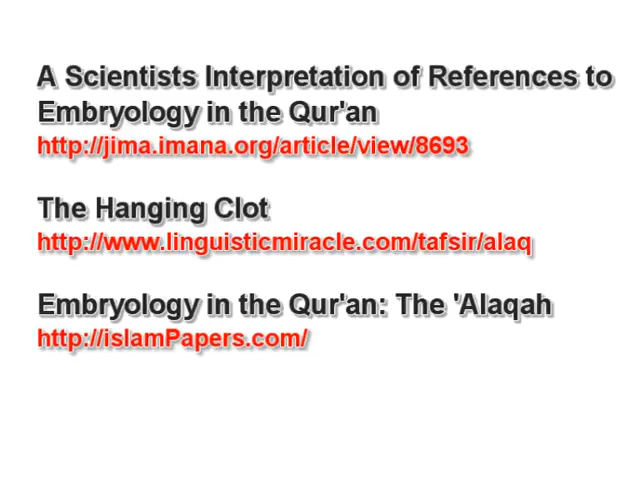 A Scientists Interpretation of References to
Embryology in the Qur'an
http://jima.imana.org/article/view/8693
The Hanging Clot
http://www.linguisticmiracle.com/tafsir/alaq
Embryology in the Qur'an: The 'Alaqah
http://islamPapers.com/